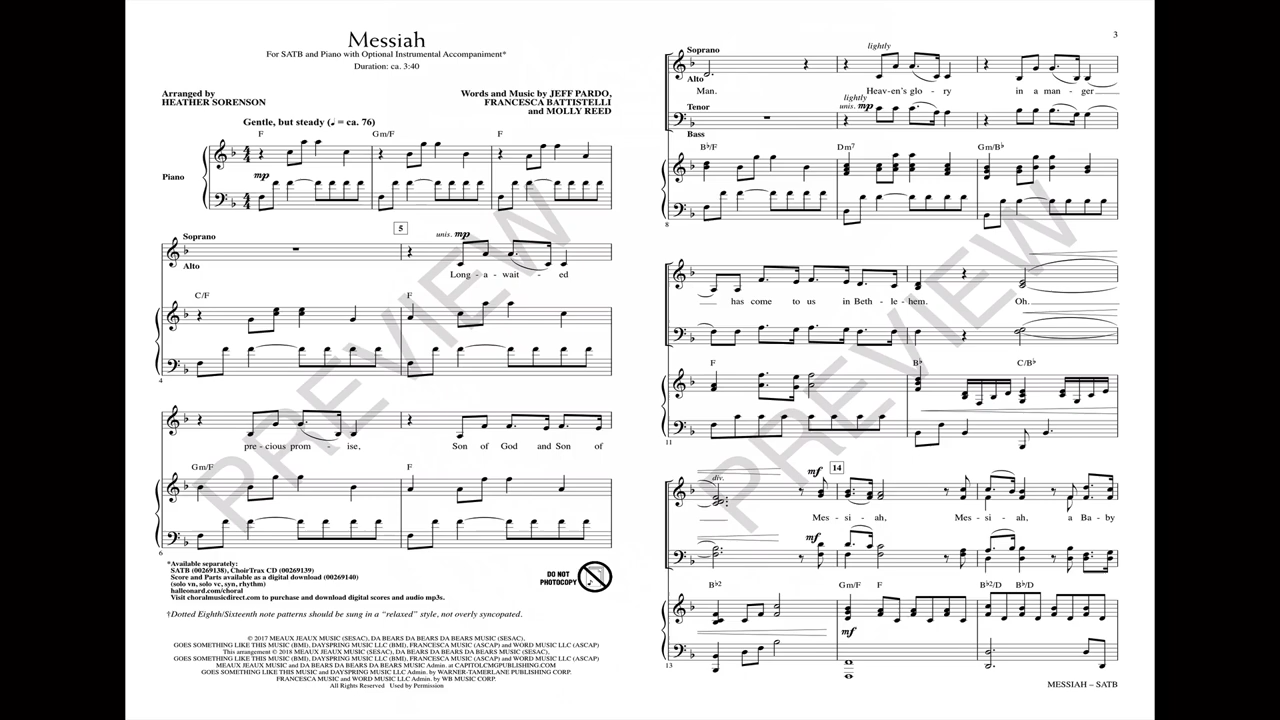 Messiah
For SATB and Piano with Optional Instrumental Accompaniment*
Duration: ca. 3:40
Arranged by
HEATHER SORENSON
Words and Music by JEFF PARDO,
FRANCESCA BATTISTELLI
and MOLLY REED
Gentle, but steady (♩ = ca. 76)
F Gm/F F
Piano
mp
5
Soprano
unis. mp
Alto
Long - a - wait - ed
C/F F
4
pre - cious prom - ise, Son of God and Son of
Gm/F F
6
*Available separately:
SATB (00269138), ChoirTrax CD (00269139)
Score and Parts available as a digital download (00269140)
(solo vn, solo vc, syn, rhythm)
halleonard.com/choral
Visit choralmusicdirect.com to purchase and download digital scores and audio mp3s.
DO NOT
PHOTOCOPY
†Dotted Eighth/Sixteenth note patterns should be sung in a “relaxed” style, not overly syncopated.
© 2017 MEAUX JEAUX MUSIC (SESAC), DA BEARS DA BEARS DA BEARS MUSIC (SESAC),
GOES SOMETHING LIKE THIS MUSIC (BMI), DAYSPRING MUSIC LLC (BMI), FRANCESCA MUSIC (ASCAP) and WORD MUSIC LLC (ASCAP)
This arrangement © 2018 MEAUX JEAUX MUSIC (SESAC), DA BEARS DA BEARS DA BEARS MUSIC (SESAC),
GOES SOMETHING LIKE THIS MUSIC (BMI), DAYSPRING MUSIC LLC (BMI), FRANCESCA MUSIC (ASCAP) and WORD MUSIC LLC (ASCAP)
MEAUX JEAUX MUSIC and DA BEARS DA BEARS DA BEARS MUSIC Admin. at CAPITOLCMGPUBLISHING.COM
GOES SOMETHING LIKE THIS MUSIC and DAYSPRING MUSIC LLC Admin. by WARNER-TAMERLANE PUBLISHING CORP.
FRANCESCA MUSIC and WORD MUSIC LLC Admin. by WB MUSIC CORP.
All Rights Reserved Used by Permission
PREVIEW
3
Soprano
lightly
Alto
Man. Heav-en's glo - ry in a man - ger
lightly
Tenor
unis. mp
Bass
B♭/F Dm7 Gm/B♭
8
has come to us in Beth - le - hem. Oh.
F B♭ C/B♭
11
div. mf 14
Mes - si - ah, Mes - si - ah, a Ba - by
mf
B♭2 Gm/F F B♭2/D B♭/D
mf
13
MESSIAH – SATB
PREVIEW